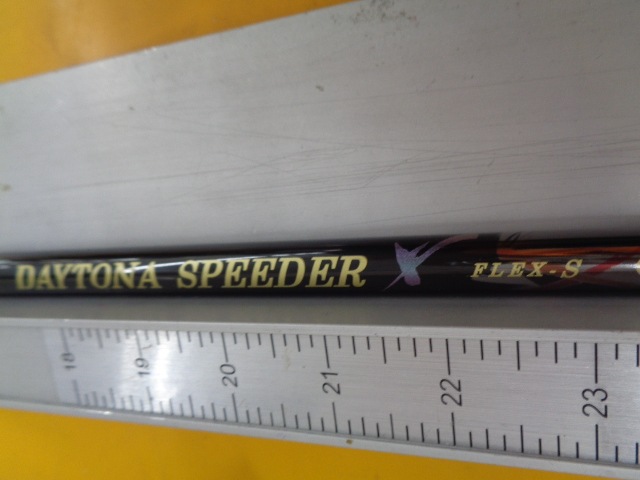 DAYTONA SPEEDER X FLEX-S
18 19 20 21 22 23